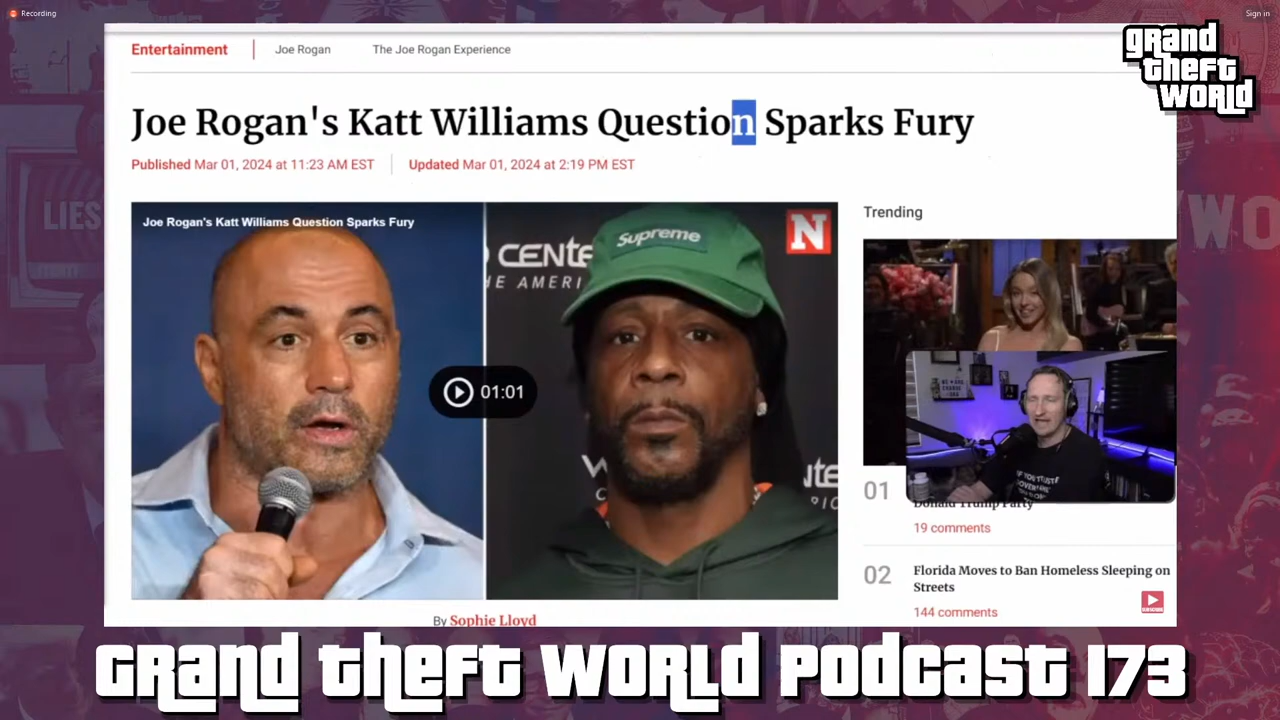 Recording
Sign in
grand
theft
world
Entertainment
Joe Rogan
The Joe Rogan Experience
Joe Rogan's Katt Williams Question Sparks Fury
Published Mar 01, 2024 at 11:23 AM EST
Updated Mar 01, 2024 at 2:19 PM EST
LIES
Joe Rogan's Katt Williams Question Sparks Fury
N
CENTE
E AMERI
Supreme
01:01
Trending
01
Donald Trump Party
19 comments
02
Florida Moves to Ban Homeless Sleeping on
Streets
144 comments
By Sophie Lloyd
GRAND theft WORLD PODCAST 173